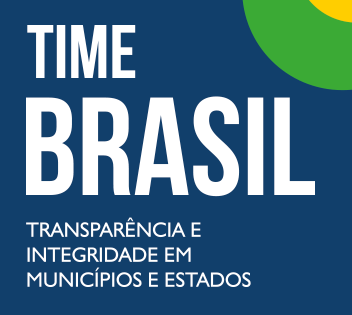 TIME
BRASIL
TRANSPARÊNCIA E
INTEGRIDADE EM
MUNICÍPIOS E ESTADOS